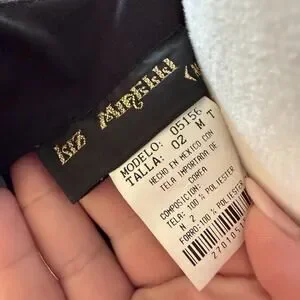 MODELO: 05156
TALLA: 02 M T
HECHO EN MEXICO CON
TELA IMPORTADA DE
COREA
COMPOSICION:
TELA: 100 % POLIESTER
N 2
FORRO:100 % POLIESTER